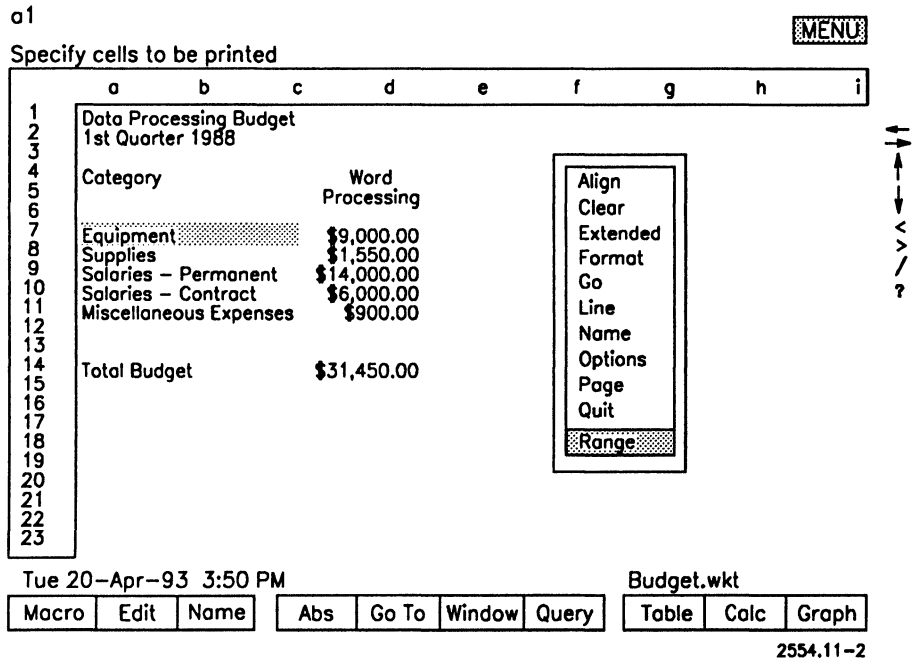 a1
MENU
Specify cells to be printed
a b c d e f g h i
1 Data Processing Budget
2 1st Quarter 1988
3
4 Category Word
5 Processing
6
7 Equipment $9,000.00
8 Supplies $1,550.00
9 Salaries – Permanent $14,000.00
10 Salaries – Contract $6,000.00
11 Miscellaneous Expenses $900.00
12
13
14 Total Budget $31,450.00
15
16
17
18
19
20
21
22
23
Align
Clear
Extended
Format
Go
Line
Name
Options
Page
Quit
Range
←
→
↑
↓
<
>
/
?
Tue 20–Apr–93 3:50 PM Budget.wkt
Macro Edit Name Abs Go To Window Query Table Calc Graph
2554.11–2